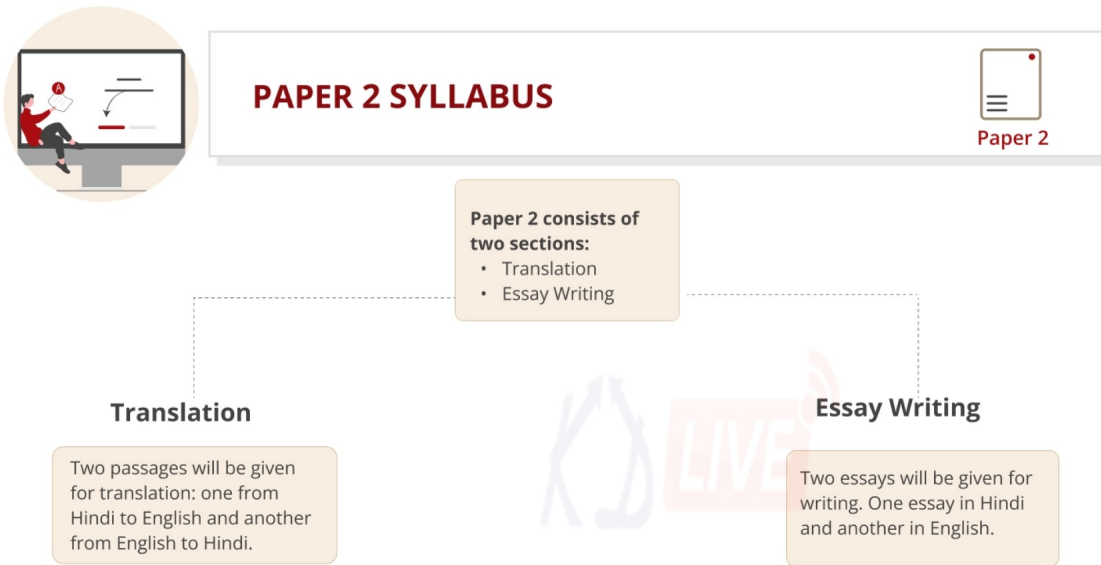 PAPER 2 SYLLABUS
A
Paper 2
Paper 2 consists of
two sections:
• Translation
• Essay Writing
Translation
Two passages will be given
for translation: one from
Hindi to English and another
from English to Hindi.
KD LIVE
Essay Writing
Two essays will be given for
writing. One essay in Hindi
and another in English.